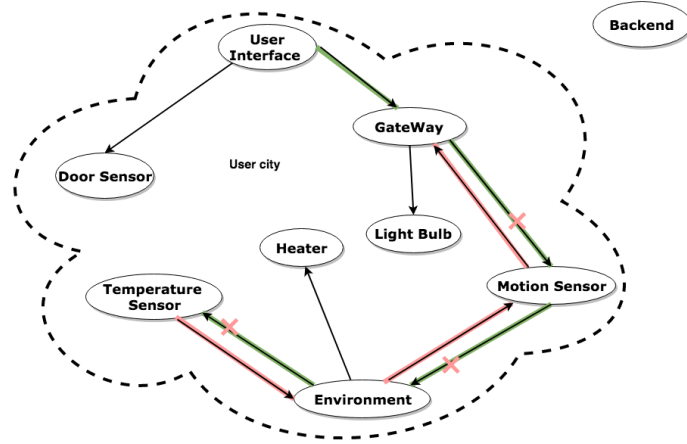 Backend
User
Interface
GateWay
User city
Door Sensor
Light Bulb
Heater
Temperature
Sensor
Motion Sensor
Environment